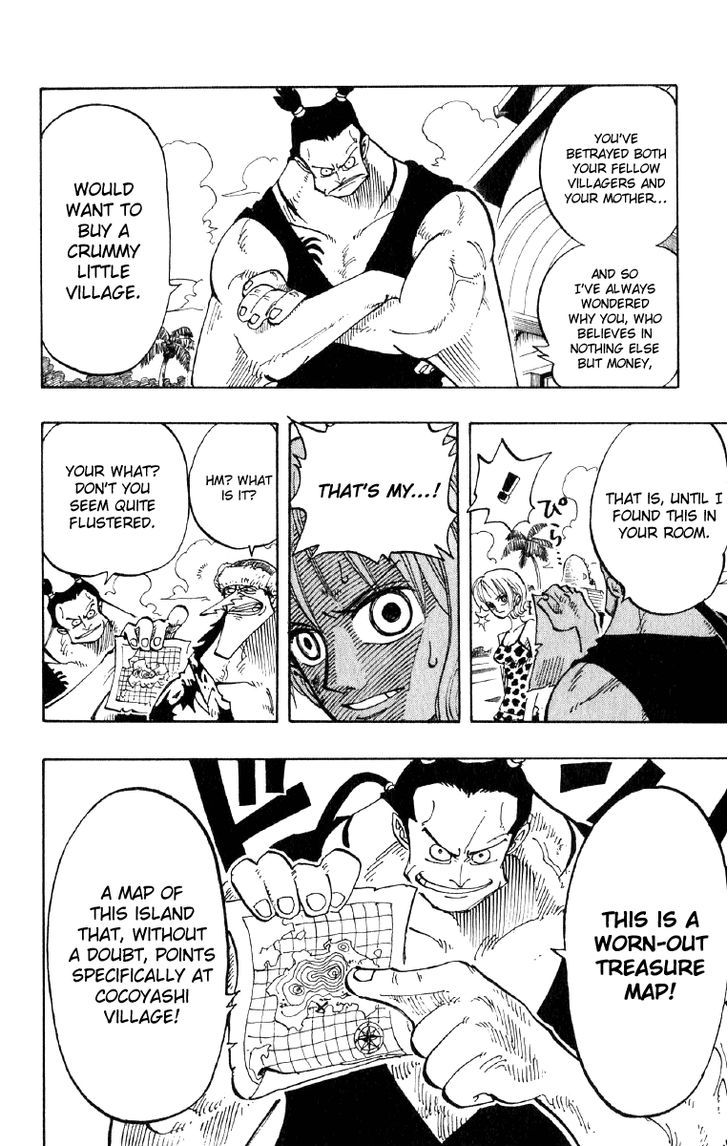 YOU'VE
BETRAYED BOTH
YOUR FELLOW
VILLAGERS AND
YOUR MOTHER...
AND SO
I'VE ALWAYS
WONDERED
WHY YOU, WHO
BELIEVES IN
NOTHING ELSE
BUT MONEY,
WOULD
WANT TO
BUY A
CRUMMY
LITTLE
VILLAGE.
THAT IS, UNTIL I
FOUND THIS IN
YOUR ROOM.
!
ぴら
THAT'S MY...!
HM? WHAT
IS IT?
YOUR WHAT?
DON'T YOU
SEEM QUITE
FLUSTERED.
THIS IS A
WORN-OUT
TREASURE
MAP!
A MAP OF
THIS ISLAND
THAT, WITHOUT
A DOUBT, POINTS
SPECIFICALLY AT
COCOYASHI
VILLAGE!